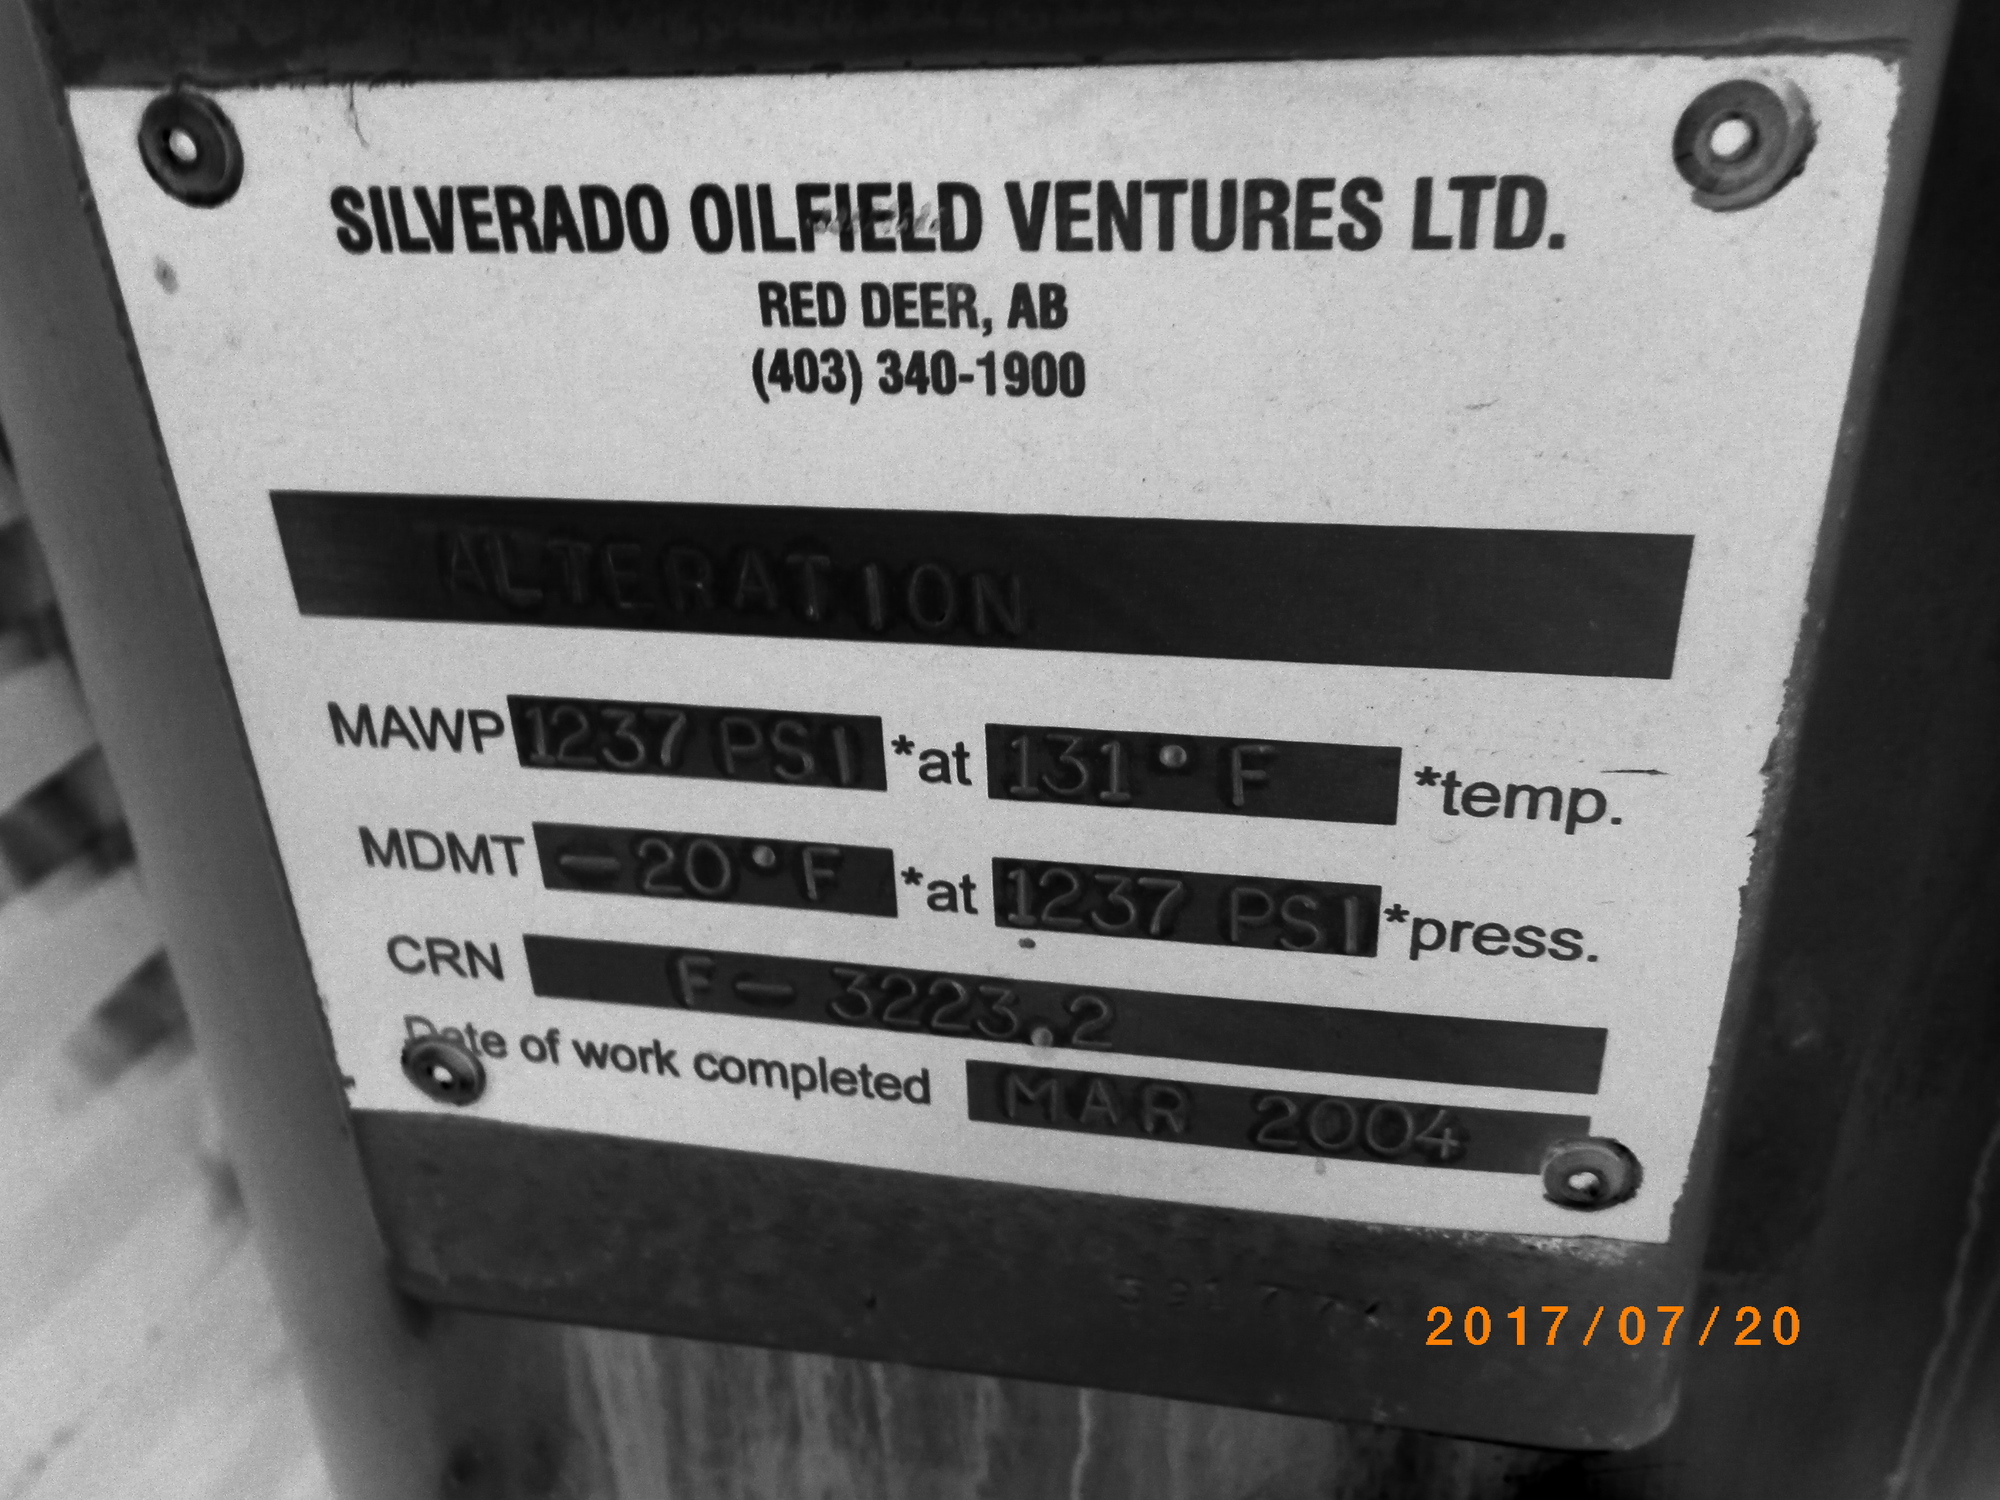 SILVERADO OILFIELD VENTURES LTD.
RED DEER, AB
(403) 340-1900
ALTERATION
MAWP 1237 PSI *at 131° F *temp.
MDMT -20° F *at 1237 PSI *press.
CRN F-3223.2
Date of work completed MAR 2004
2017/07/20